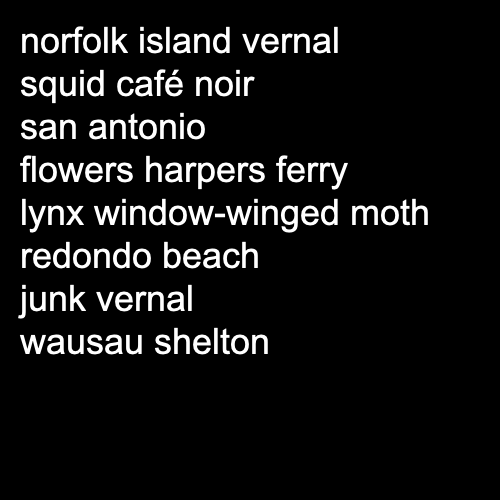 norfolk island vernal
squid café noir
san antonio
flowers harpers ferry
lynx window-winged moth
redondo beach
junk vernal
wausau shelton